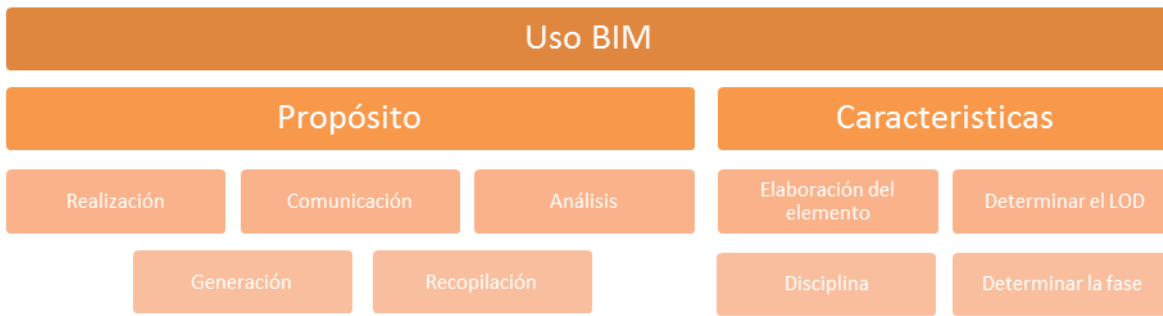 Uso BIM
Propósito
Caracteristicas
Realización
Comunicación
Análisis
Elaboración del
elemento
Determinar el LOD
Generación
Recopilación
Disciplina
Determinar la fase